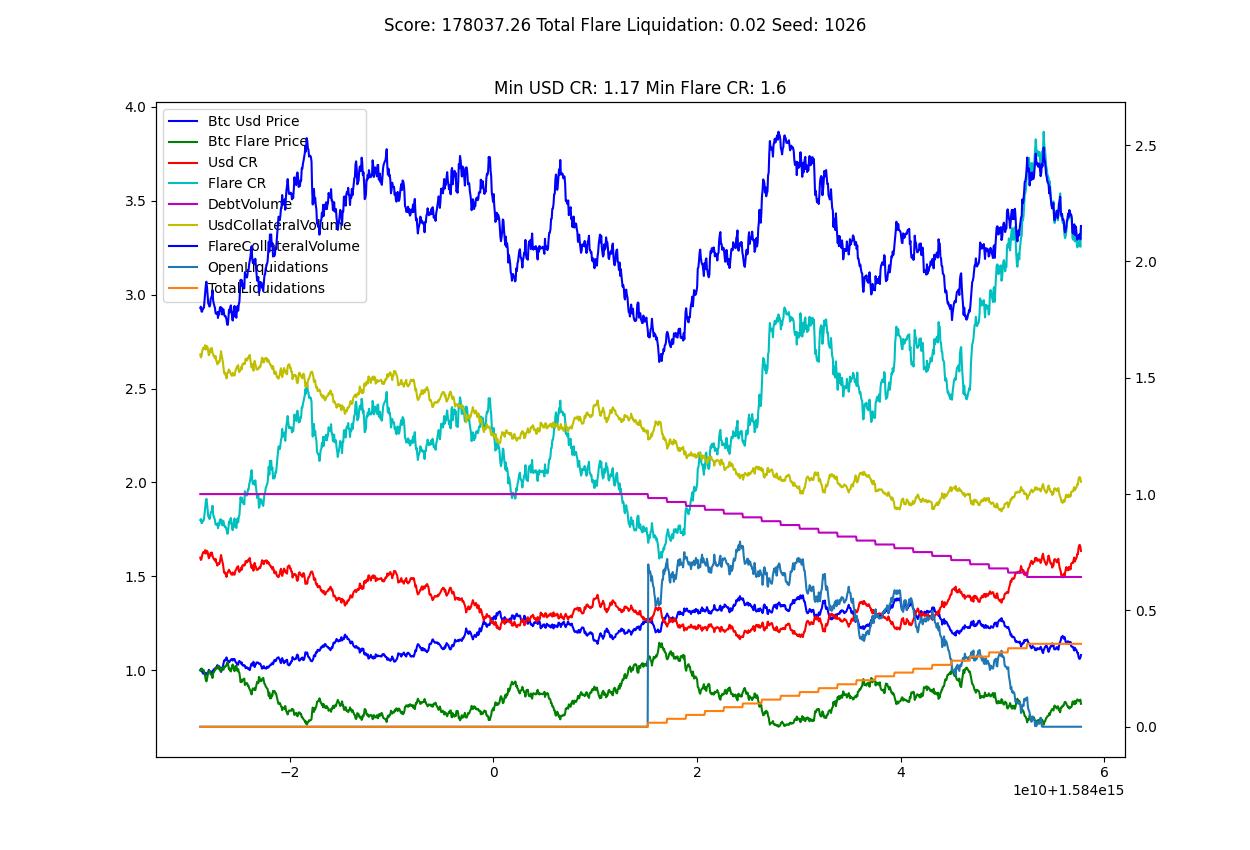 Score: 178037.26 Total Flare Liquidation: 0.02 Seed: 1026
Min USD CR: 1.17 Min Flare CR: 1.6
Btc Usd Price
Btc Flare Price
Usd CR
Flare CR
DebtVolume
UsdCollateralVolume
FlareCollateralVolume
OpenLiquidations
TotalLiquidations
4.0
3.5
3.0
2.5
2.0
1.5
1.0
2.5
2.0
1.5
1.0
0.5
0.0
−2 0 2 4 6
1e10+1.584e15